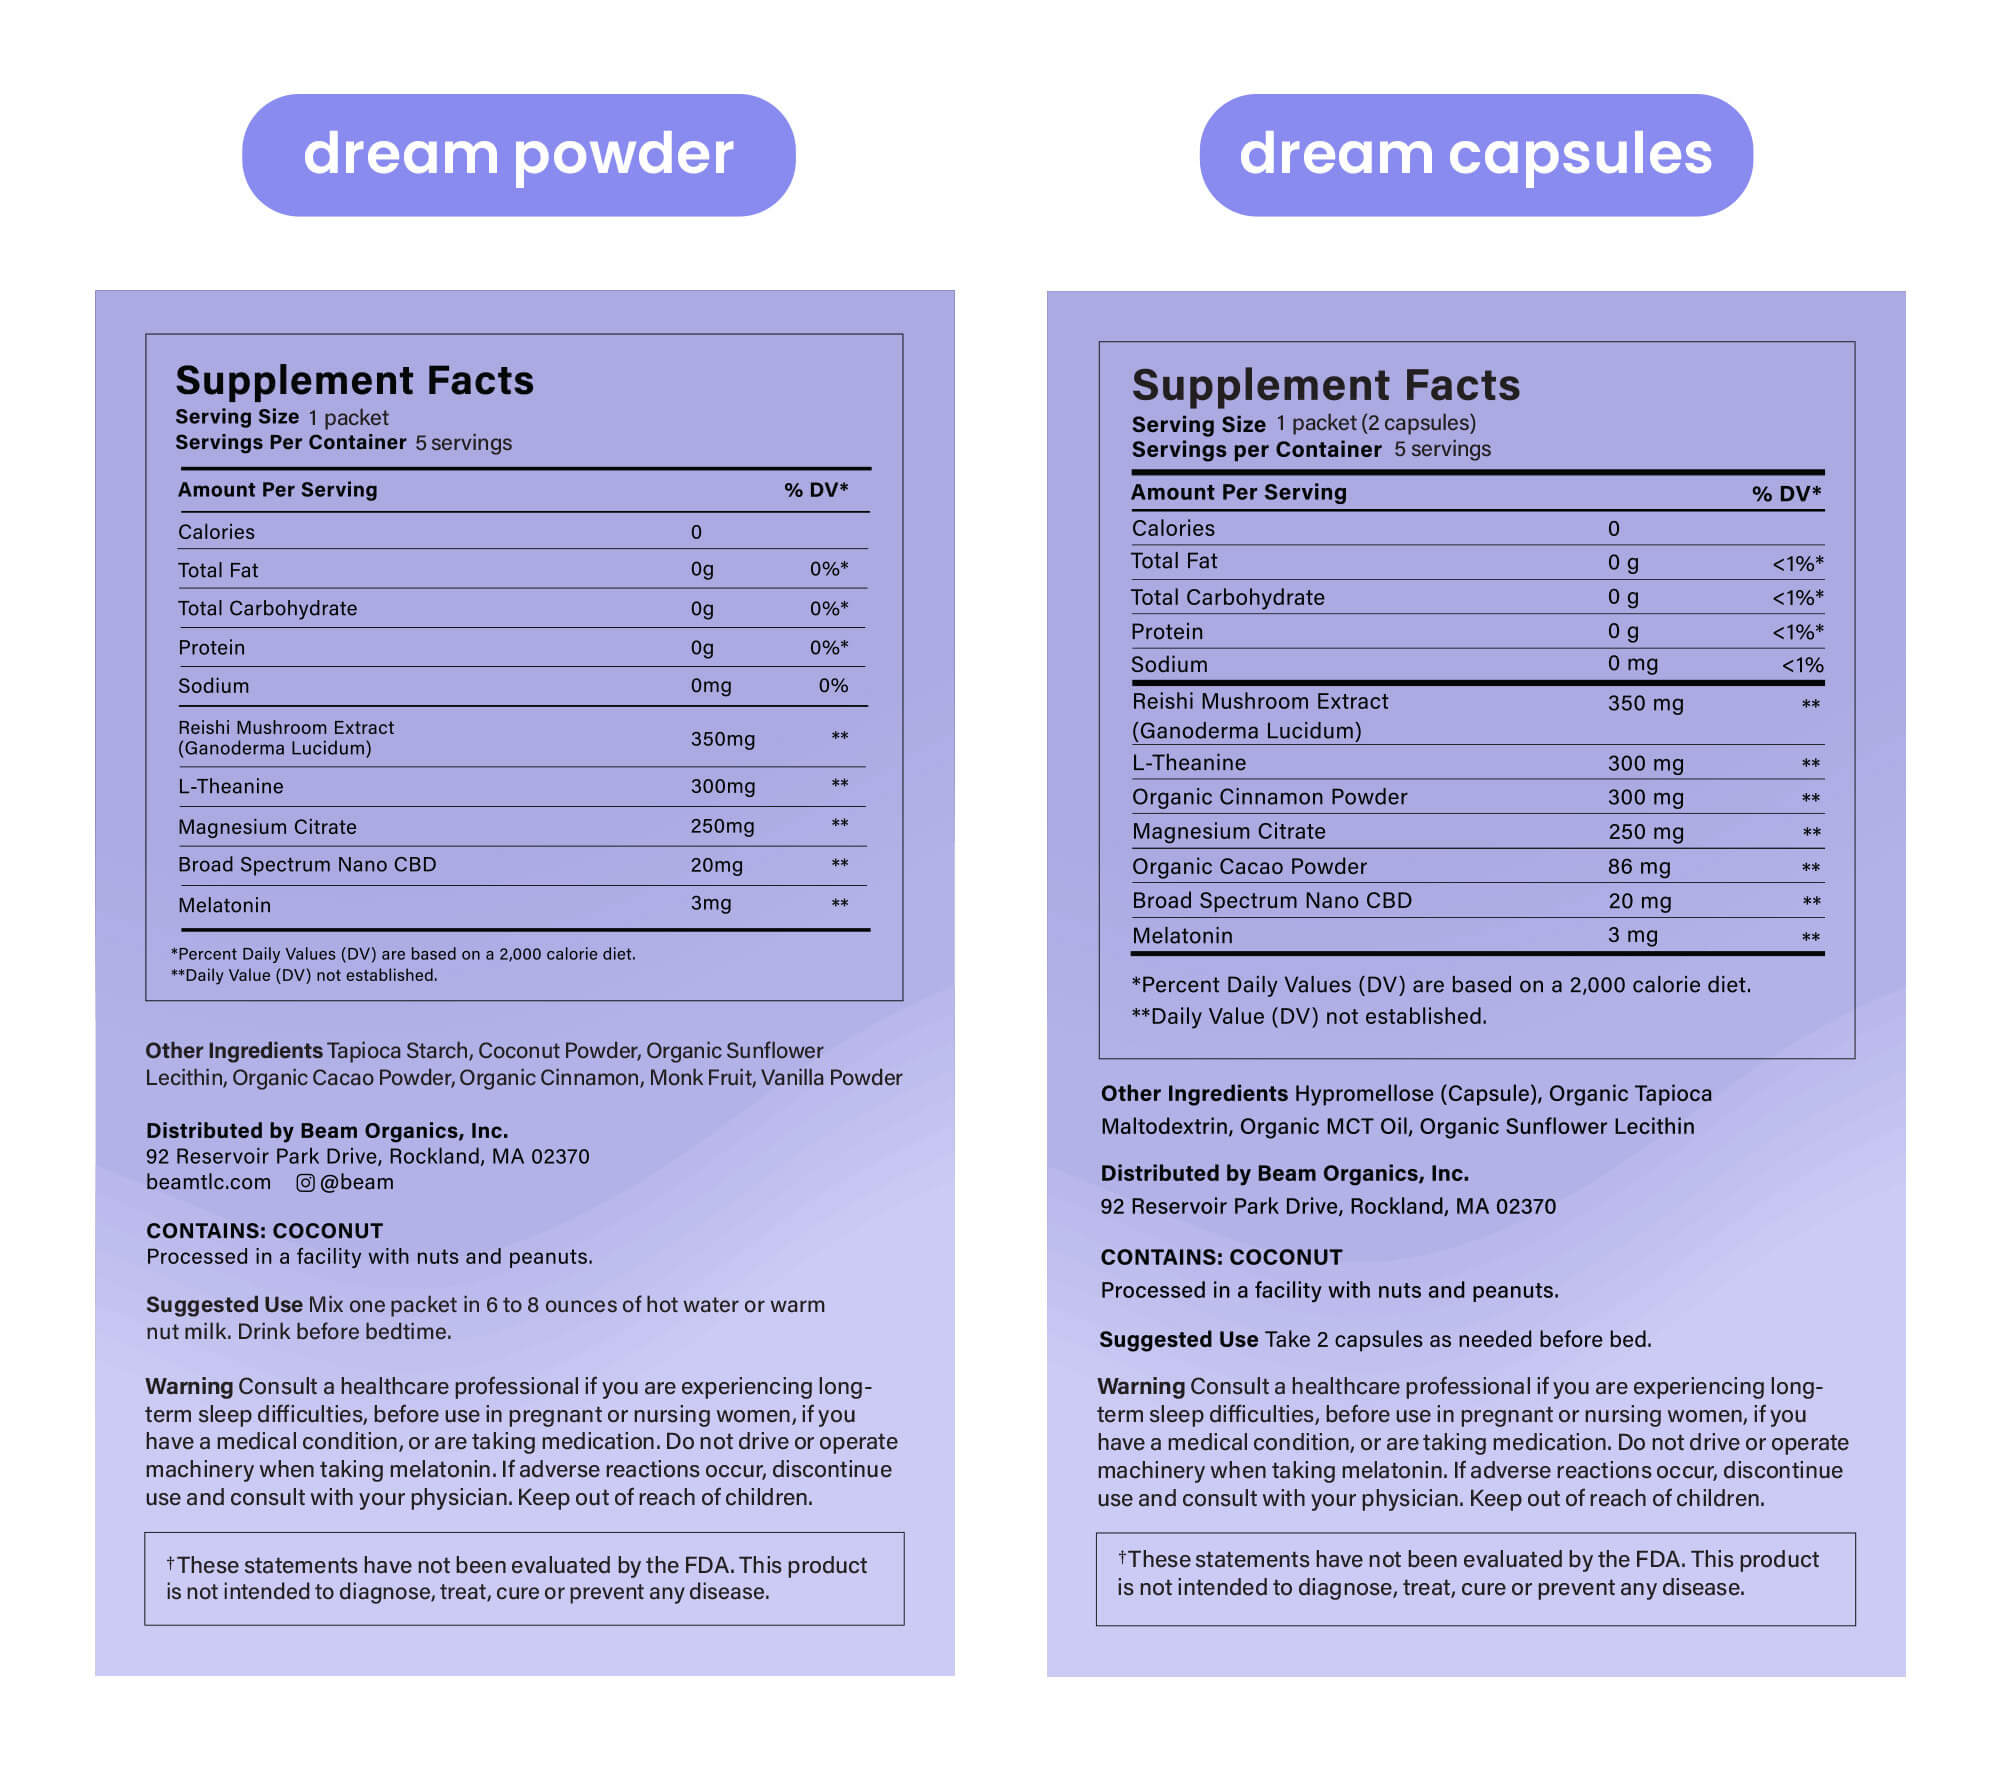 dream powder
Supplement Facts
Serving Size 1 packet
Servings Per Container 5 servings
Amount Per Serving % DV*
Calories 0
Total Fat 0g 0%*
Total Carbohydrate 0g 0%*
Protein 0g 0%*
Sodium 0mg 0%
Reishi Mushroom Extract
(Ganoderma Lucidum) 350mg **
L-Theanine 300mg **
Magnesium Citrate 250mg **
Broad Spectrum Nano CBD 20mg **
Melatonin 3mg **
*Percent Daily Values (DV) are based on a 2,000 calorie diet.
**Daily Value (DV) not established.
Other Ingredients Tapioca Starch, Coconut Powder, Organic Sunflower
Lecithin, Organic Cacao Powder, Organic Cinnamon, Monk Fruit, Vanilla Powder
Distributed by Beam Organics, Inc.
92 Reservoir Park Drive, Rockland, MA 02370
beamtlc.com @beam
CONTAINS: COCONUT
Processed in a facility with nuts and peanuts.
Suggested Use Mix one packet in 6 to 8 ounces of hot water or warm
nut milk. Drink before bedtime.
Warning Consult a healthcare professional if you are experiencing long-
term sleep difficulties, before use in pregnant or nursing women, if you
have a medical condition, or are taking medication. Do not drive or operate
machinery when taking melatonin. If adverse reactions occur, discontinue
use and consult with your physician. Keep out of reach of children.
†These statements have not been evaluated by the FDA. This product
is not intended to diagnose, treat, cure or prevent any disease.
dream capsules
Supplement Facts
Serving Size 1 packet (2 capsules)
Servings per Container 5 servings
Amount Per Serving % DV*
Calories 0
Total Fat 0 g <1%*
Total Carbohydrate 0 g <1%*
Protein 0 g <1%*
Sodium 0 mg <1%
Reishi Mushroom Extract 350 mg **
(Ganoderma Lucidum)
L-Theanine 300 mg **
Organic Cinnamon Powder 300 mg **
Magnesium Citrate 250 mg **
Organic Cacao Powder 86 mg **
Broad Spectrum Nano CBD 20 mg **
Melatonin 3 mg **
*Percent Daily Values (DV) are based on a 2,000 calorie diet.
**Daily Value (DV) not established.
Other Ingredients Hypromellose (Capsule), Organic Tapioca
Maltodextrin, Organic MCT Oil, Organic Sunflower Lecithin
Distributed by Beam Organics, Inc.
92 Reservoir Park Drive, Rockland, MA 02370
CONTAINS: COCONUT
Processed in a facility with nuts and peanuts.
Suggested Use Take 2 capsules as needed before bed.
Warning Consult a healthcare professional if you are experiencing long-
term sleep difficulties, before use in pregnant or nursing women, if you
have a medical condition, or are taking medication. Do not drive or operate
machinery when taking melatonin. If adverse reactions occur, discontinue
use and consult with your physician. Keep out of reach of children.
†These statements have not been evaluated by the FDA. This product
is not intended to diagnose, treat, cure or prevent any disease.